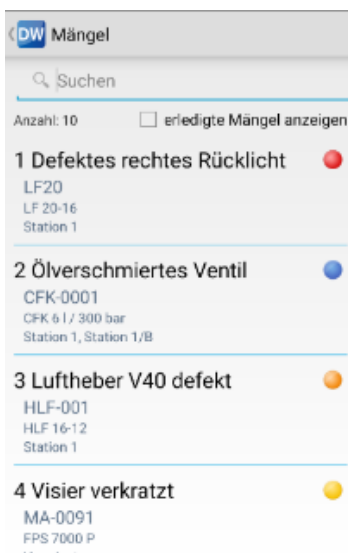 DW Mängel
Suchen
Anzahl: 10 erledigte Mängel anzeigen
1 Defektes rechtes Rücklicht
LF20
LF 20-16
Station 1
2 Ölverschmiertes Ventil
CFK-0001
CFK 6 l / 300 bar
Station 1, Station 1/B
3 Luftheber V40 defekt
HLF-001
HLF 16-12
Station 1
4 Visier verkratzt
MA-0091
FPS 7000 P